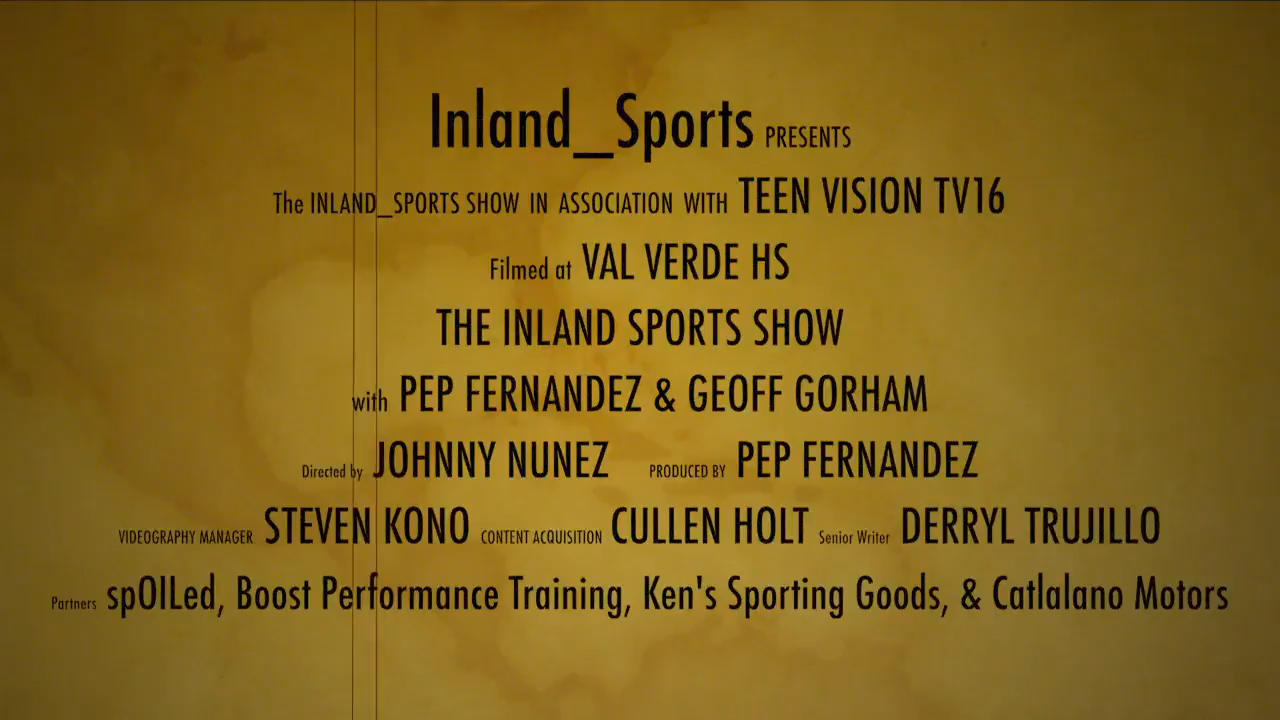 Inland_Sports PRESENTS
The INLAND_SPORTS SHOW IN ASSOCIATION WITH TEEN VISION TV16
Filmed at VAL VERDE HS
THE INLAND SPORTS SHOW
with PEP FERNANDEZ & GEOFF GORHAM
Directed by JOHNNY NUNEZ PRODUCED BY PEP FERNANDEZ
VIDEOGRAPHY MANAGER STEVEN KONO CONTENT ACQUISITION CULLEN HOLT Senior Writer DERRYL TRUJILLO
Partners spOILed, Boost Performance Training, Ken's Sporting Goods, & Catlalano Motors